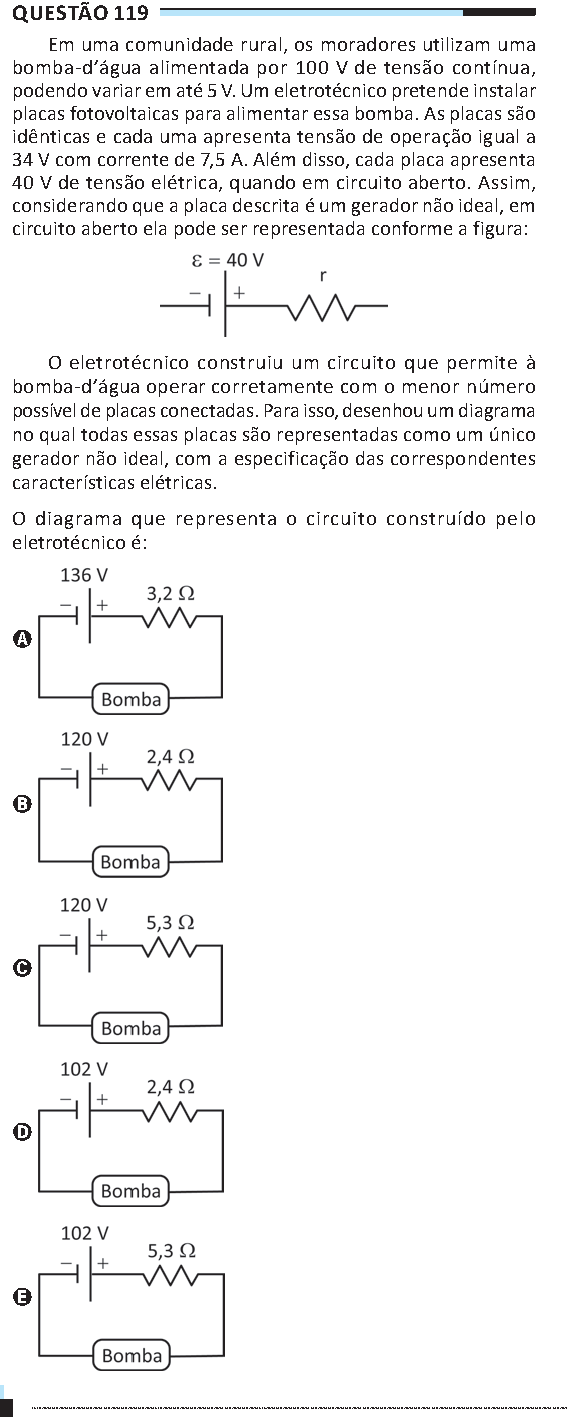 QUESTÃO 119
Em uma comunidade rural, os moradores utilizam uma
bomba-d’água alimentada por 100 V de tensão contínua,
podendo variar em até 5 V. Um eletrotécnico pretende instalar
placas fotovoltaicas para alimentar essa bomba. As placas são
idênticas e cada uma apresenta tensão de operação igual a
34 V com corrente de 7,5 A. Além disso, cada placa apresenta
40 V de tensão elétrica, quando em circuito aberto. Assim,
considerando que a placa descrita é um gerador não ideal, em
circuito aberto ela pode ser representada conforme a figura:
ε = 40 V
r
− +
O eletrotécnico construiu um circuito que permite à
bomba-d’água operar corretamente com o menor número
possível de placas conectadas. Para isso, desenhou um diagrama
no qual todas essas placas são representadas como um único
gerador não ideal, com a especificação das correspondentes
características elétricas.
O diagrama que representa o circuito construído pelo
eletrotécnico é:
136 V
3,2 Ω
− +
A
Bomba
120 V
2,4 Ω
− +
B
Bomba
120 V
5,3 Ω
− +
C
Bomba
102 V
2,4 Ω
− +
D
Bomba
102 V
5,3 Ω
− +
E
Bomba